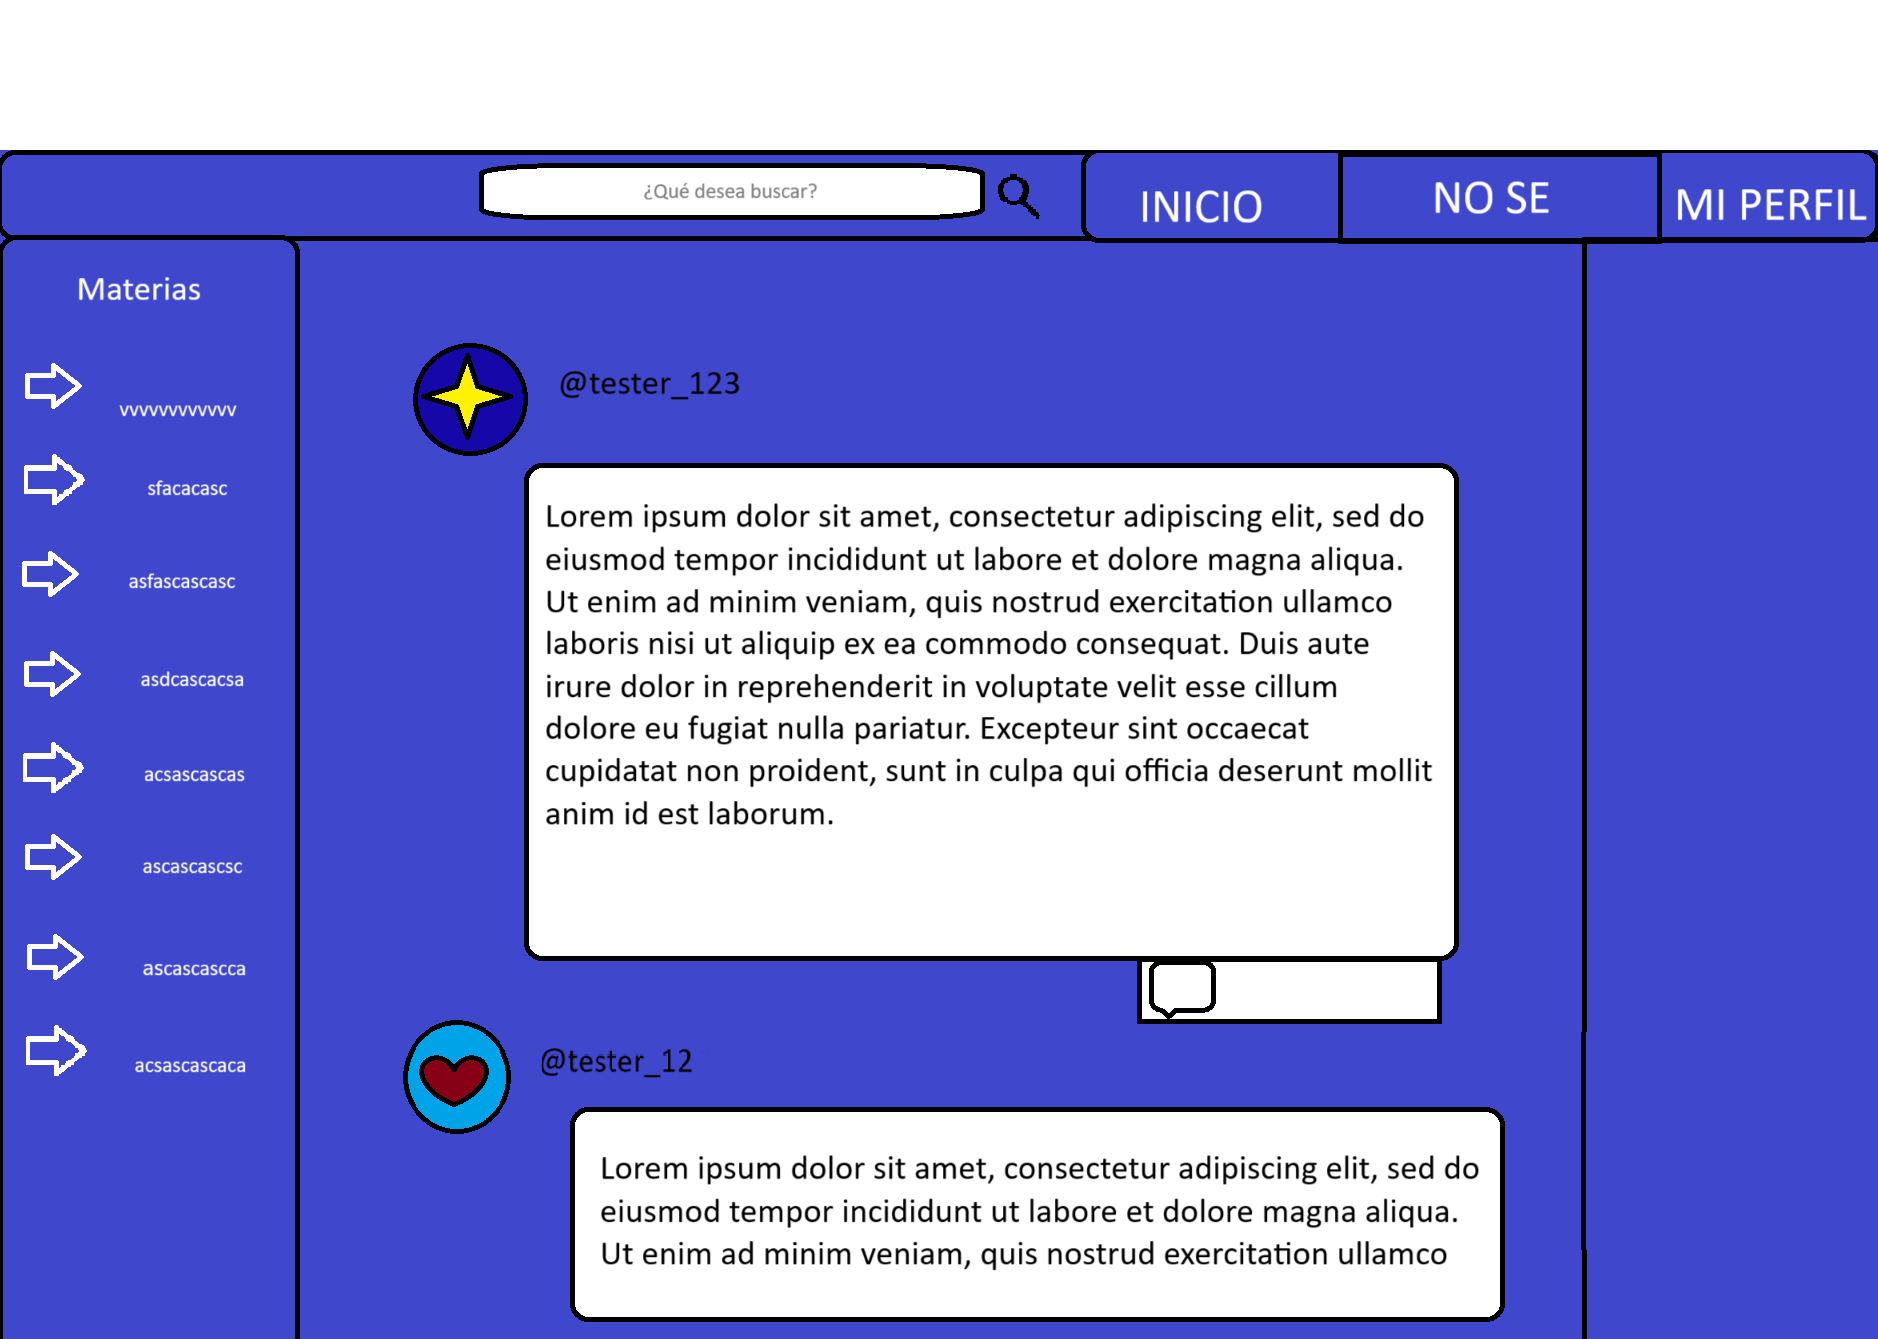 ¿Qué desea buscar?
INICIO
NO SE
MI PERFIL
Materias
vvvvvvvvvvvv
sfacacasc
asfascascasc
asdcascacsa
acsascascas
ascascascsc
ascascascca
acsascascaca
@tester_123
Lorem ipsum dolor sit amet, consectetur adipiscing elit, sed do
eiusmod tempor incididunt ut labore et dolore magna aliqua.
Ut enim ad minim veniam, quis nostrud exercitation ullamco
laboris nisi ut aliquip ex ea commodo consequat. Duis aute
irure dolor in reprehenderit in voluptate velit esse cillum
dolore eu fugiat nulla pariatur. Excepteur sint occaecat
cupidatat non proident, sunt in culpa qui officia deserunt mollit
anim id est laborum.
@tester_12
Lorem ipsum dolor sit amet, consectetur adipiscing elit, sed do
eiusmod tempor incididunt ut labore et dolore magna aliqua.
Ut enim ad minim veniam, quis nostrud exercitation ullamco